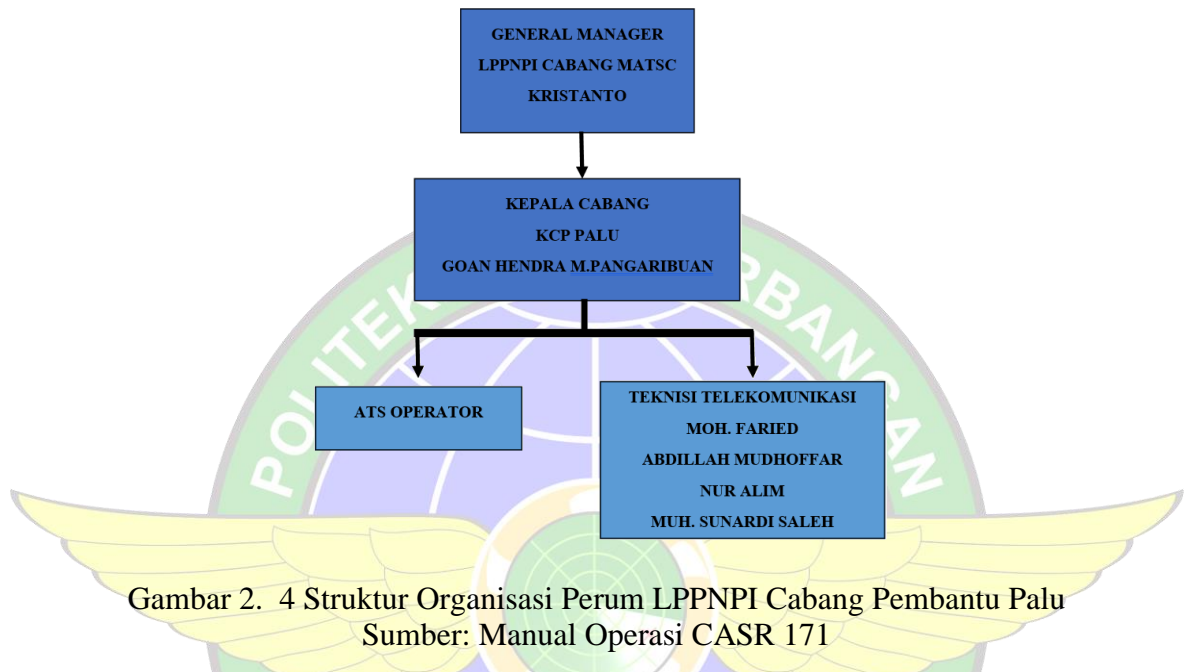 GENERAL MANAGER
LPPNPI CABANG MATSC
KRISTANTO
KEPALA CABANG
KCP PALU
GOAN HENDRA M.PANGARIBUAN
ATS OPERATOR
TEKNISI TELEKOMUNIKASI
MOH. FARIED
ABDILLAH MUDHOFFAR
NUR ALIM
MUH. SUNARDI SALEH
Gambar 2. 4 Struktur Organisasi Perum LPPNPI Cabang Pembantu Palu
Sumber: Manual Operasi CASR 171